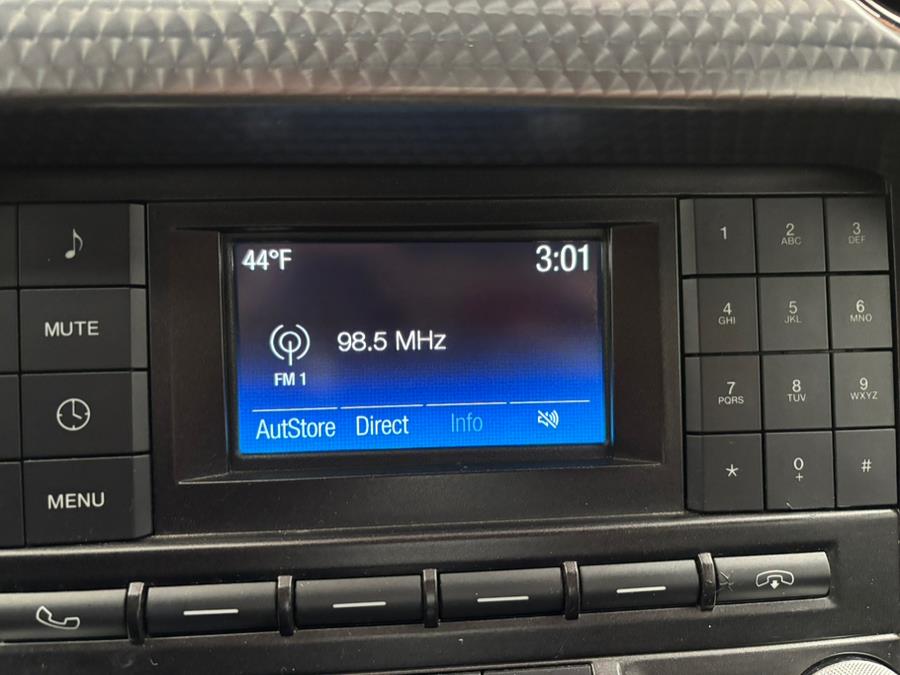 44°F 3:01
98.5 MHz
FM 1
AutStore Direct Info
MUTE
MENU
1 2 ABC 3 DEF
4 GHI 5 JKL 6 MNO
7 PQRS 8 TUV 9 WXYZ
* 0 + #